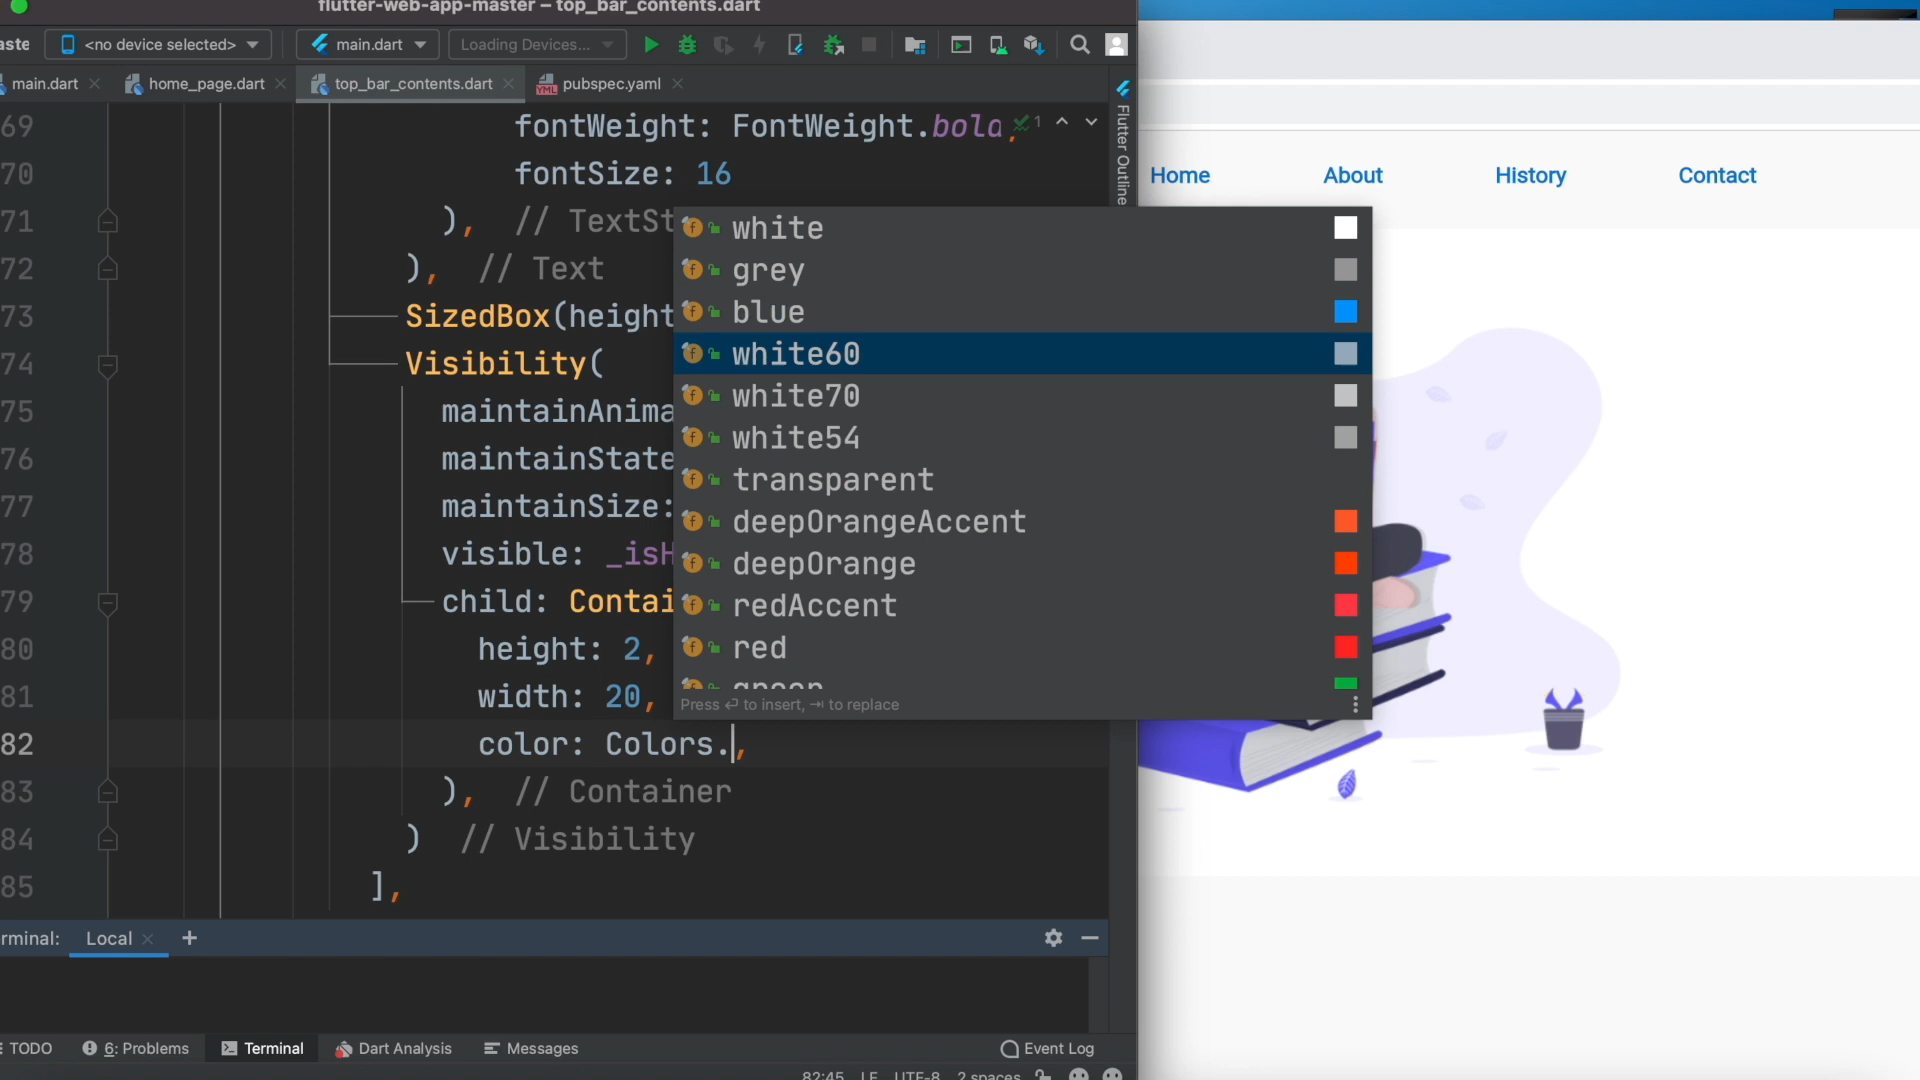 flutter-web-app-master – top_bar_contents.dart
aste
<no device selected>
main.dart
Loading Devices...
main.dart
home_page.dart
top_bar_contents.dart
pubspec.yaml
Flutter Outline
69 fontWeight: FontWeight.bold, 1
70 fontSize: 16
71 ), // TextSt
72 ), // Text
73 SizedBox(height
74 Visibility(
75 maintainAnima
76 maintainState
77 maintainSize:
78 visible: _isH
79 child: Contai
80 height: 2,
81 width: 20,
82 color: Colors.,
83 ), // Container
84 ) // Visibility
85 ],
white
grey
blue
white60
white70
white54
transparent
deepOrangeAccent
deepOrange
redAccent
red
green
Press ⏎ to insert, ⇥ to replace
Home About History Contact
rminal: Local +
TODO
6: Problems
Terminal
Dart Analysis
Messages
Event Log
82:45 LF UTF-8 2 spaces